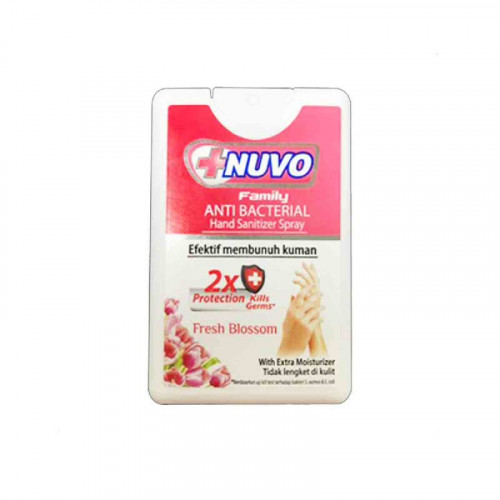 NUVO
Family
ANTI BACTERIAL
Hand Sanitizer Spray
Efektif membunuh kuman
2x
Protection Kills
Germs*
Fresh Blossom
With Extra Moisturizer
Tidak lengket di kulit